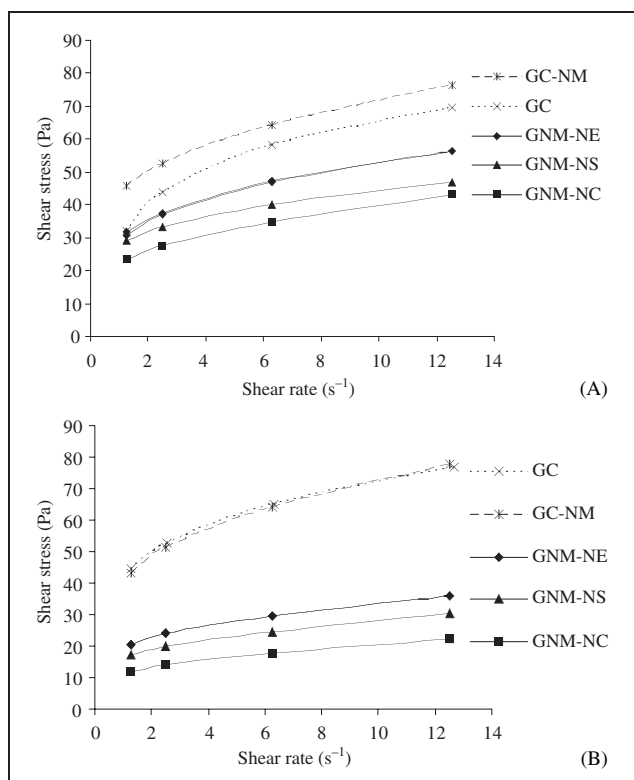 90
80
70
60
50
40
30
20
10
0
Shear stress (Pa)
GC-NM
GC
GNM-NE
GNM-NS
GNM-NC
0 2 4 6 8 10 12 14
Shear rate (s⁻¹)
(A)
90
80
70
60
50
40
30
20
10
0
Shear stress (Pa)
GC
GC-NM
GNM-NE
GNM-NS
GNM-NC
0 2 4 6 8 10 12 14
Shear rate (s⁻¹)
(B)